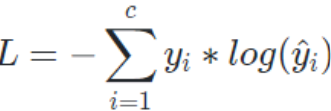 L = -\sum_{i=1}^{c} y_i * log(\hat{y}_i)